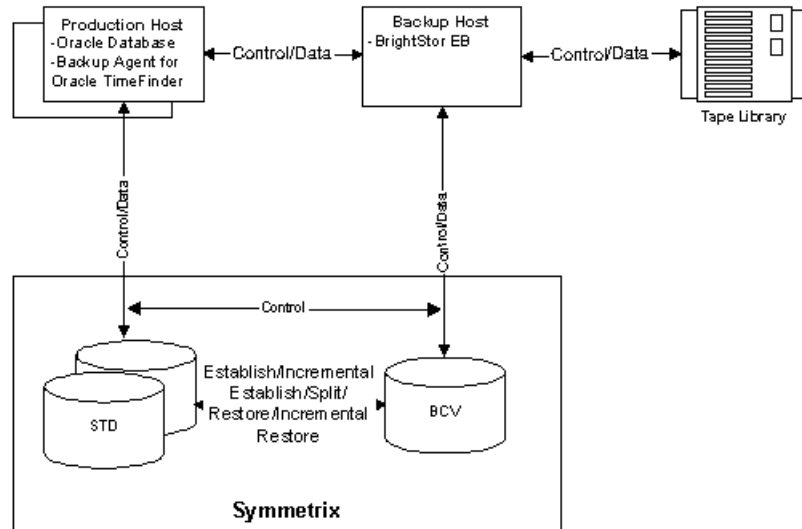 Production Host
-Oracle Database
-Backup Agent for
Oracle TimeFinder
Control/Data
Backup Host
- BrightStor EB
Control/Data
Tape Library
Control/Data
Control/Data
Control
Establish/Incremental
Establish/Split/
Restore/Incremental
Restore
STD
BCV
Symmetrix